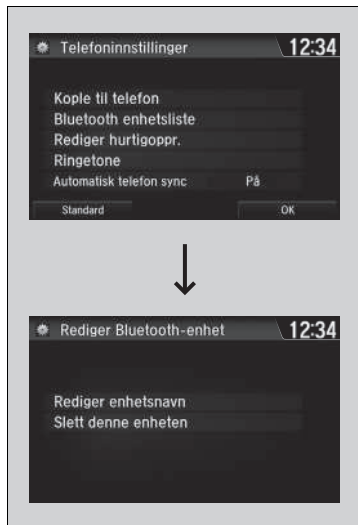 Telefoninnstillinger 12:34
Kople til telefon
Bluetooth enhetsliste
Rediger hurtigoppr.
Ringetone
Automatisk telefon sync På
Standard OK
Rediger Bluetooth-enhet 12:34
Rediger enhetsnavn
Slett denne enheten